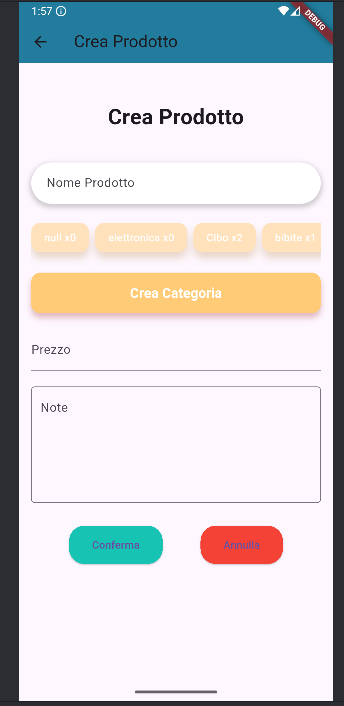 1:57
DEBUG
Crea Prodotto
Crea Prodotto
Nome Prodotto
null x0 elettronica x0 Cibo x2 bibite x1
Crea Categoria
Prezzo
Note
Conferma Annulla